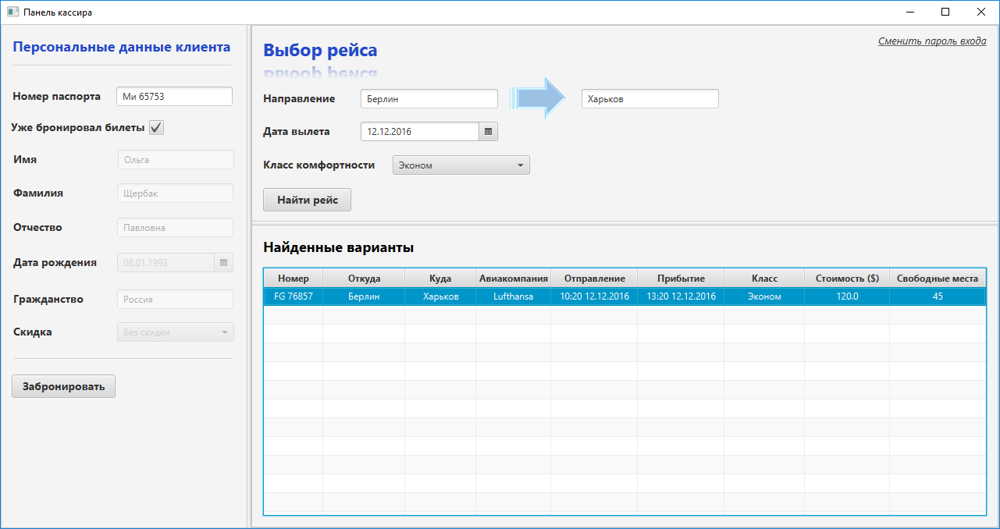 Панель кассира
Персональные данные клиента
Номер паспорта Ми 65753
Уже бронировал билеты
Имя Ольга
Фамилия Щербак
Отчество Павловна
Дата рождения 08.01.1993
Гражданство Россия
Скидка Без скидки
Забронировать
Сменить пароль входа
Выбор рейса
Направление Берлин Харьков
Дата вылета 12.12.2016
Класс комфортности Эконом
Найти рейс
Найденные варианты
Номер Откуда Куда Авиакомпания Отправление Прибытие Класс Стоимость ($) Свободные места
FG 76857 Берлин Харьков Lufthansa 10:20 12.12.2016 13:20 12.12.2016 Эконом 120.0 45